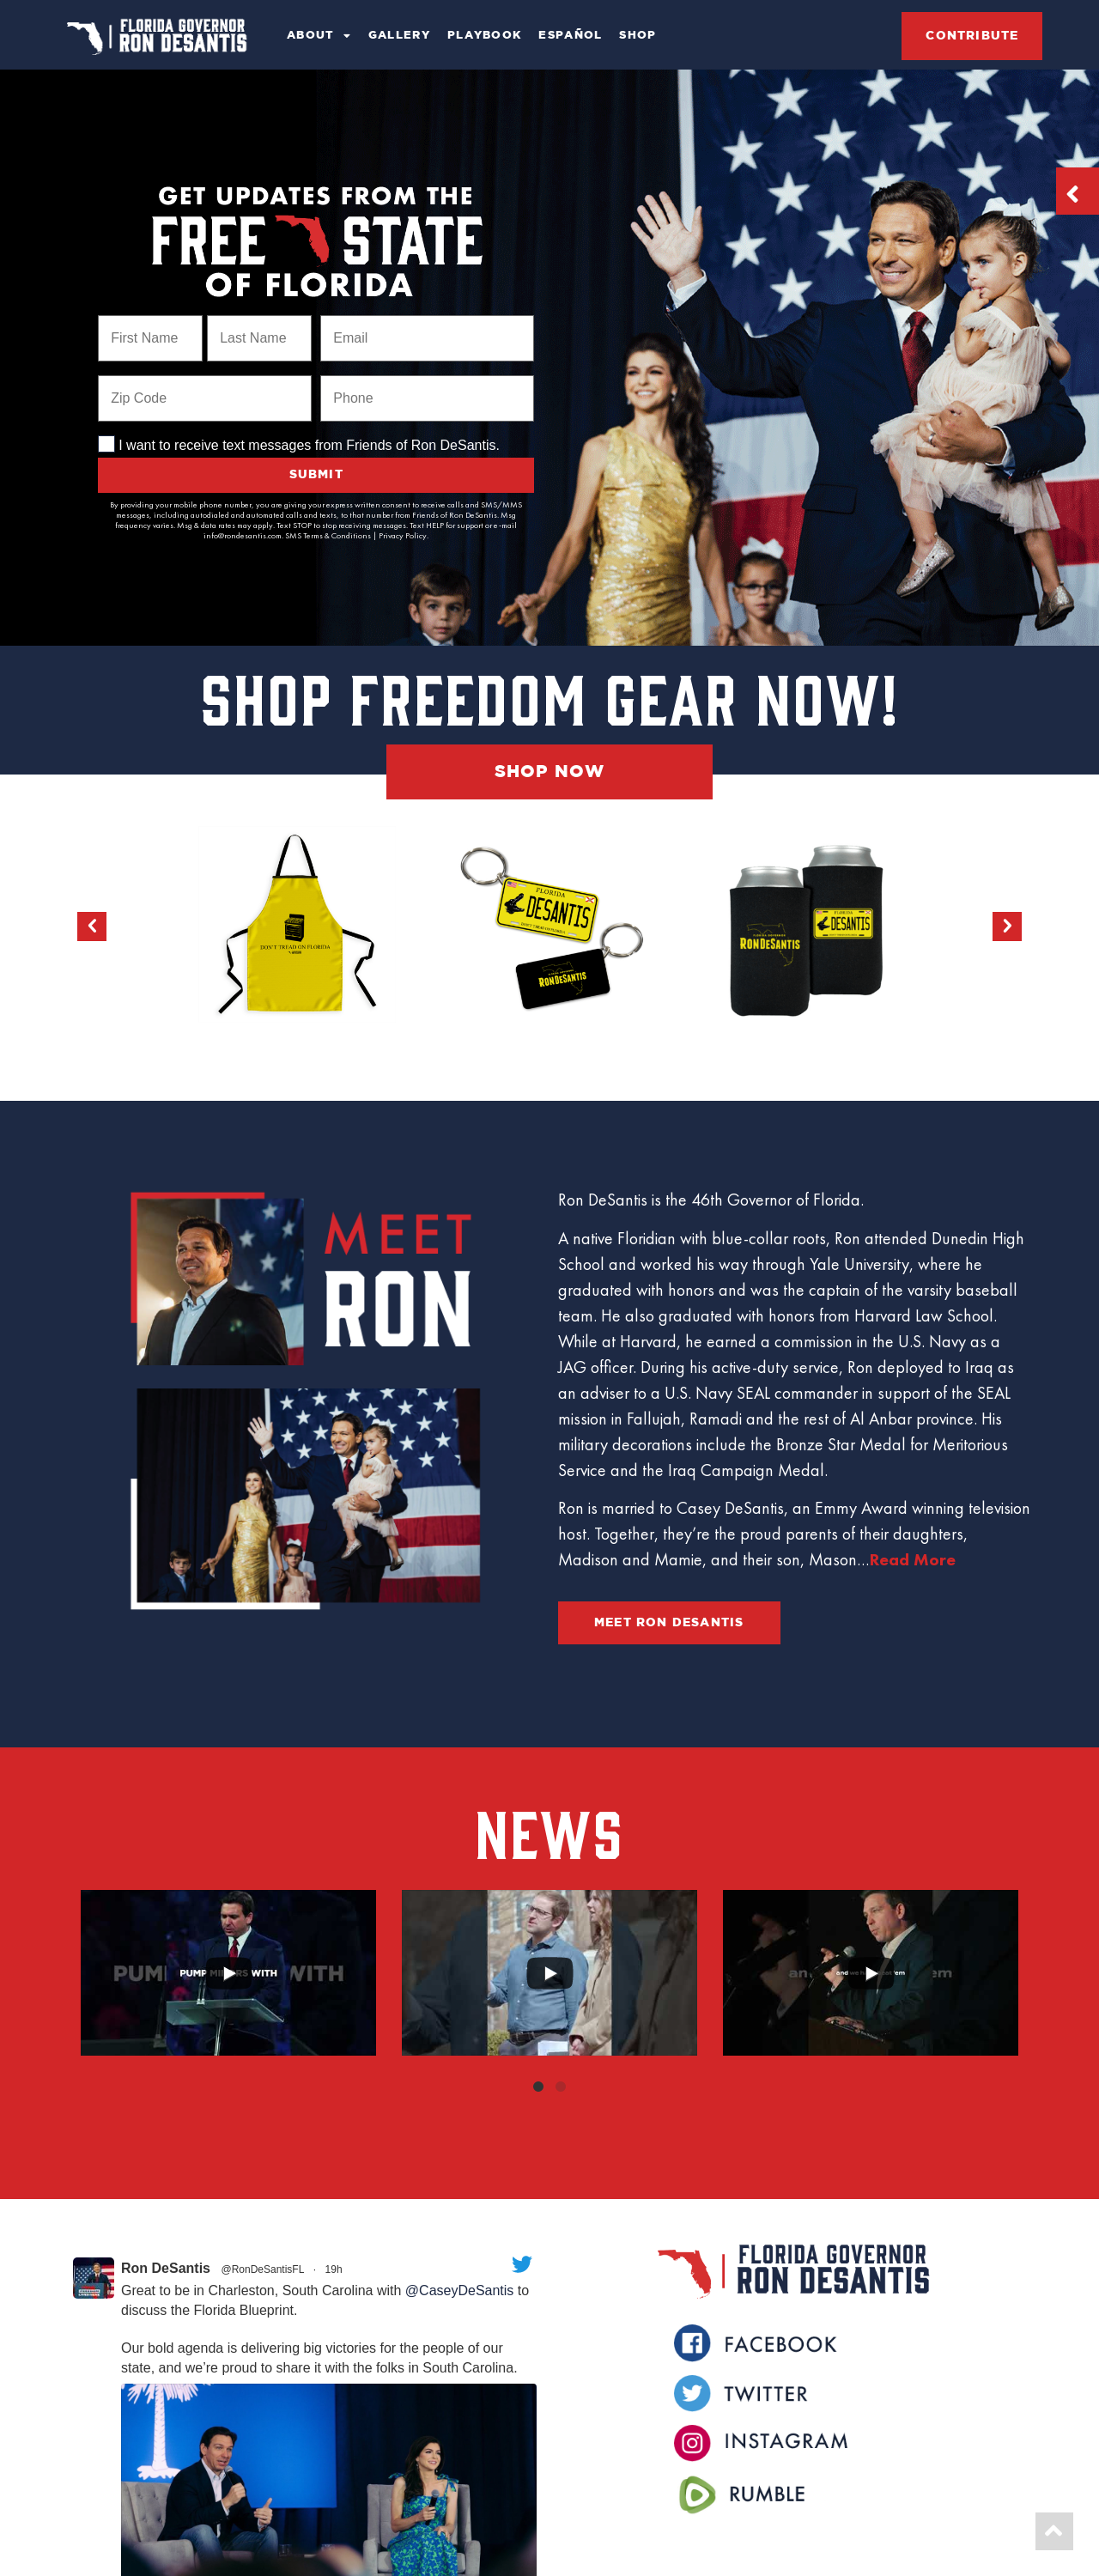 FLORIDA GOVERNOR
RON DESANTIS
ABOUT
GALLERY
PLAYBOOK
ESPAÑOL
SHOP
CONTRIBUTE
GET UPDATES FROM THE
FREE STATE
OF FLORIDA
First Name
Last Name
Email
Zip Code
Phone
I want to receive text messages from Friends of Ron DeSantis.
SUBMIT
By providing your mobile phone number, you are giving your express written consent to receive calls and SMS/MMS
messages, including autodialed and automated calls and texts, to that number from Friends of Ron DeSantis. Msg
frequency varies. Msg & data rates may apply. Text STOP to stop receiving messages. Text HELP for support or e-mail
info@rondesantis.com. SMS Terms & Conditions | Privacy Policy.
SHOP FREEDOM GEAR NOW!
SHOP NOW
DON'T TREAD ON FLORIDA
FLORIDA
DESANTIS
RONDESANTIS
FLORIDA
DESANTIS
RONDESANTIS
MEET
RON
Ron DeSantis is the 46th Governor of Florida.
A native Floridian with blue-collar roots, Ron attended Dunedin High
School and worked his way through Yale University, where he
graduated with honors and was the captain of the varsity baseball
team. He also graduated with honors from Harvard Law School.
While at Harvard, he earned a commission in the U.S. Navy as a
JAG officer. During his active-duty service, Ron deployed to Iraq as
an adviser to a U.S. Navy SEAL commander in support of the SEAL
mission in Fallujah, Ramadi and the rest of Al Anbar province. His
military decorations include the Bronze Star Medal for Meritorious
Service and the Iraq Campaign Medal.
Ron is married to Casey DeSantis, an Emmy Award winning television
host. Together, they’re the proud parents of their daughters,
Madison and Mamie, and their son, Mason…Read More
MEET RON DESANTIS
NEWS
WITH
Ron DeSantis @RonDeSantisFL · 19h
Great to be in Charleston, South Carolina with @CaseyDeSantis to
discuss the Florida Blueprint.
Our bold agenda is delivering big victories for the people of our
state, and we’re proud to share it with the folks in South Carolina.
FLORIDA GOVERNOR
RON DESANTIS
FACEBOOK
TWITTER
INSTAGRAM
RUMBLE